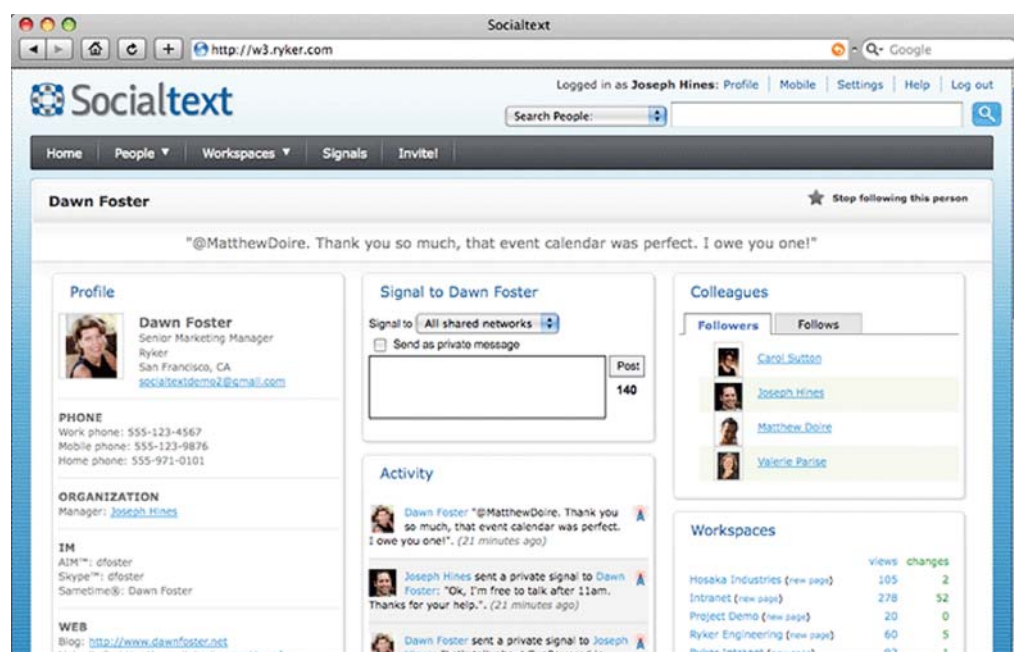 Socialtext
http://w3.ryker.com
Google
Socialtext
Logged in as Joseph Hines: Profile | Mobile | Settings | Help | Log out
Search People:
Home People ▼ Workspaces ▼ Signals Invite!
Dawn Foster
Stop following this person
"@MatthewDoire. Thank you so much, that event calendar was perfect. I owe you one!"
Profile
Dawn Foster
Senior Marketing Manager
Ryker
San Francisco, CA
socialtextdemo2@gmail.com
PHONE
Work phone: 555-123-4567
Mobile phone: 555-123-9876
Home phone: 555-971-0101
ORGANIZATION
Manager: Joseph Hines
IM
AIM™: dfoster
Skype™: dfoster
Sametime®: Dawn Foster
WEB
Blog: http://www.dawnfoster.net
Signal to Dawn Foster
Signal to All shared networks
Send as private message
Post
140
Activity
Dawn Foster "@MatthewDoire. Thank you
so much, that event calendar was perfect.
I owe you one!". (21 minutes ago)
Joseph Hines sent a private signal to Dawn
Foster: "Ok, I'm free to talk after 11am.
Thanks for your help.". (21 minutes ago)
Dawn Foster sent a private signal to Joseph
Colleagues
Followers Follows
Carol Sutton
Joseph Hines
Matthew Doire
Valerie Parise
Workspaces
views changes
Hosaka Industries (new page) 105 2
Intranet (new page) 278 52
Project Demo (new page) 20 0
Ryker Engineering (new page) 60 5